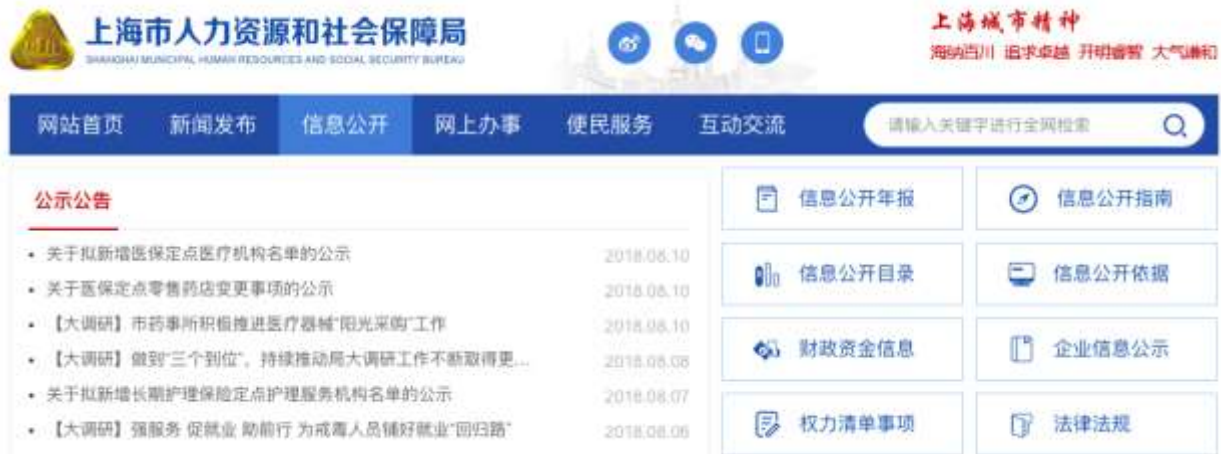 上海市人力资源和社会保障局
SHANGHAI MUNICIPAL HUMAN RESOURCES AND SOCIAL SECURITY BUREAU
上海城市精神
海纳百川 追求卓越 开明睿智 大气谦和
网站首页 新闻发布 信息公开 网上办事 便民服务 互动交流 请输入关键字进行全网检索
公示公告
• 关于拟新增医保定点医疗机构名单的公示 2018.08.10
• 关于医保定点零售药店变更事项的公示 2018.08.10
• 【大调研】市药事所积极推进医疗器械“阳光采购”工作 2018.08.10
• 【大调研】做到“三个到位”，持续推动局大调研工作不断取得更... 2018.08.08
• 关于拟新增长期护理保险定点护理服务机构名单的公示 2018.08.07
• 【大调研】强服务 促就业 助前行 为戒毒人员铺好就业“回归路” 2018.08.06
信息公开年报 信息公开指南
信息公开目录 信息公开依据
财政资金信息 企业信息公示
权力清单事项 法律法规